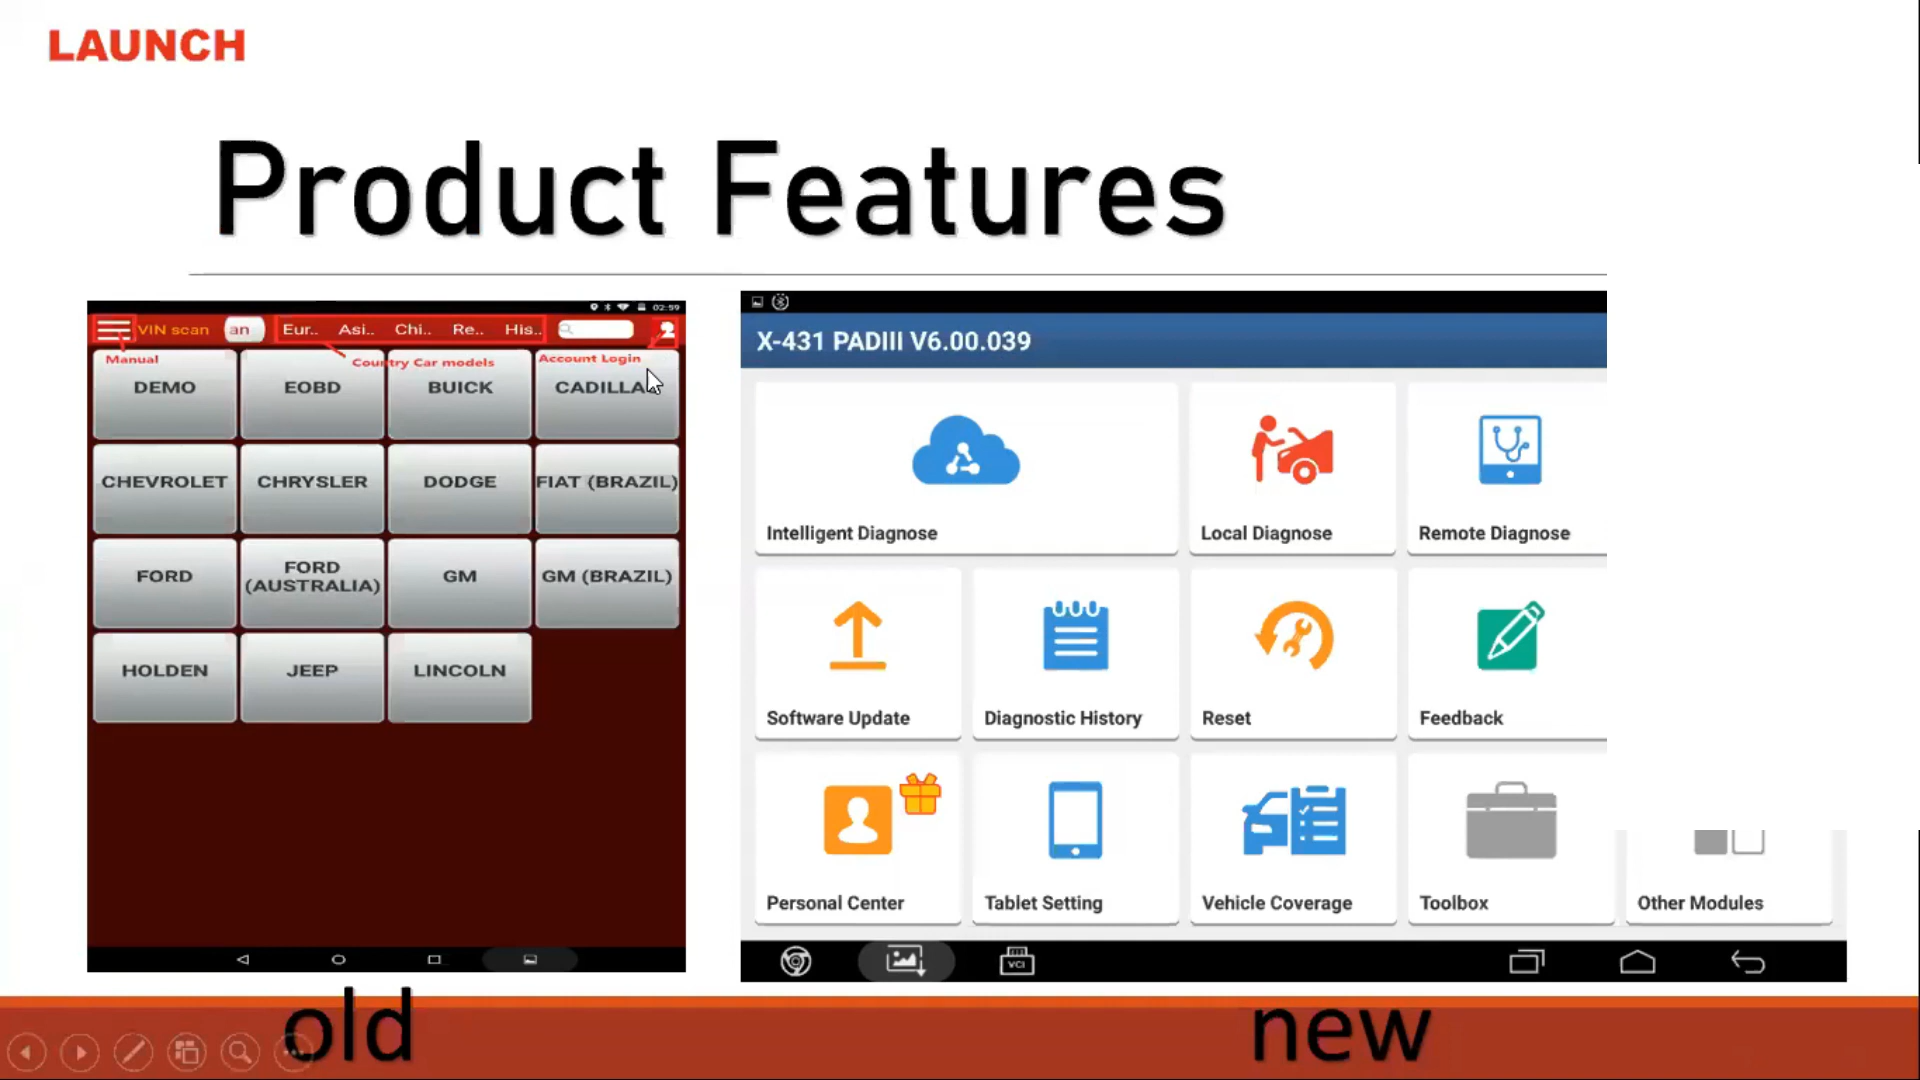 LAUNCH
Product Features
02:59
VIN scan an Eur.. Asi.. Chi.. Re.. His..
Manual Country Car models Account Login
DEMO EOBD BUICK CADILLA
CHEVROLET CHRYSLER DODGE FIAT (BRAZIL)
FORD FORD (AUSTRALIA) GM GM (BRAZIL)
HOLDEN JEEP LINCOLN
X-431 PADIII V6.00.039
Intelligent Diagnose Local Diagnose Remote Diagnose
Software Update Diagnostic History Reset Feedback
Personal Center Tablet Setting Vehicle Coverage Toolbox Other Modules
VCI
old new